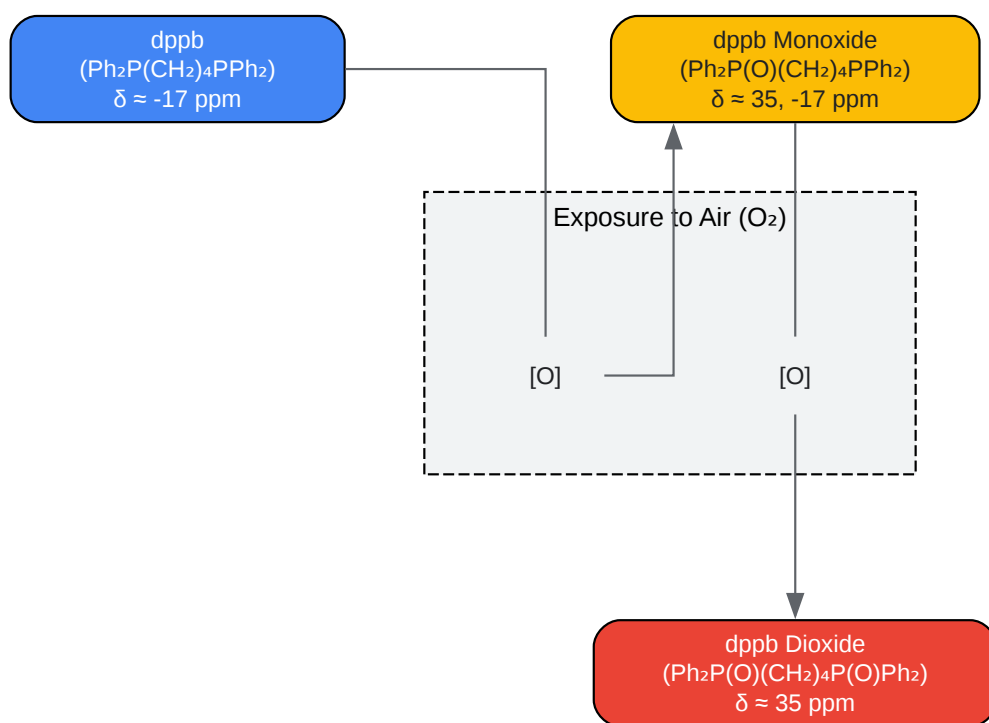 dppb
(Ph₂P(CH₂)₄PPh₂)
δ ≈ -17 ppm
dppb Monoxide
(Ph₂P(O)(CH₂)₄PPh₂)
δ ≈ 35, -17 ppm
Exposure to Air (O₂)
[O]
[O]
dppb Dioxide
(Ph₂P(O)(CH₂)₄P(O)Ph₂)
δ ≈ 35 ppm